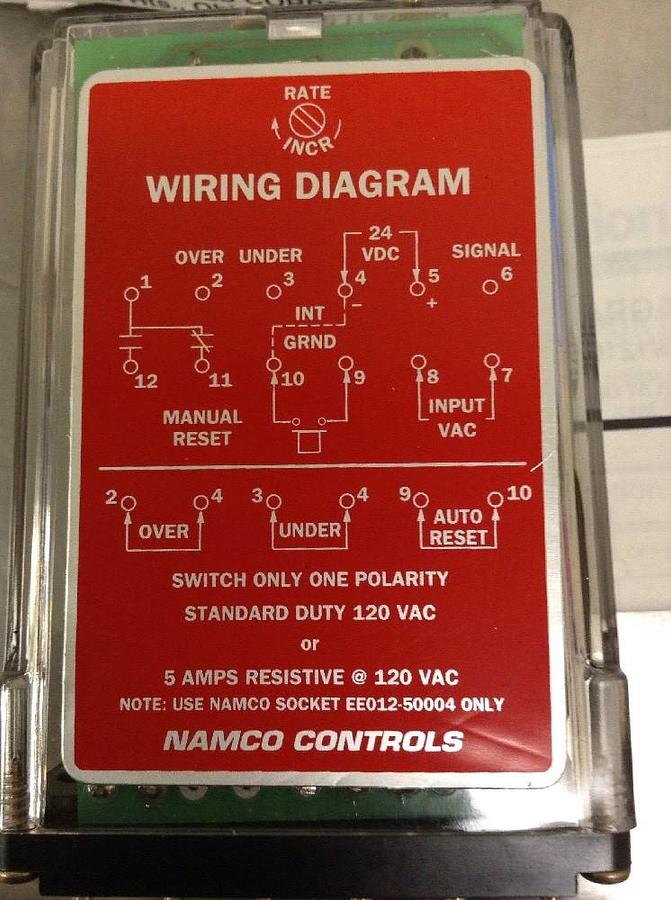 RATE
INCR
WIRING DIAGRAM
24
VDC
OVER UNDER SIGNAL
1 2 3 4 5 6
- +
INT
GRND
12 11 10 9 8 7
MANUAL
RESET
INPUT
VAC
2 4 3 4 9 10
OVER UNDER AUTO
RESET
SWITCH ONLY ONE POLARITY
STANDARD DUTY 120 VAC
or
5 AMPS RESISTIVE @ 120 VAC
NOTE: USE NAMCO SOCKET EE012-50004 ONLY
NAMCO CONTROLS